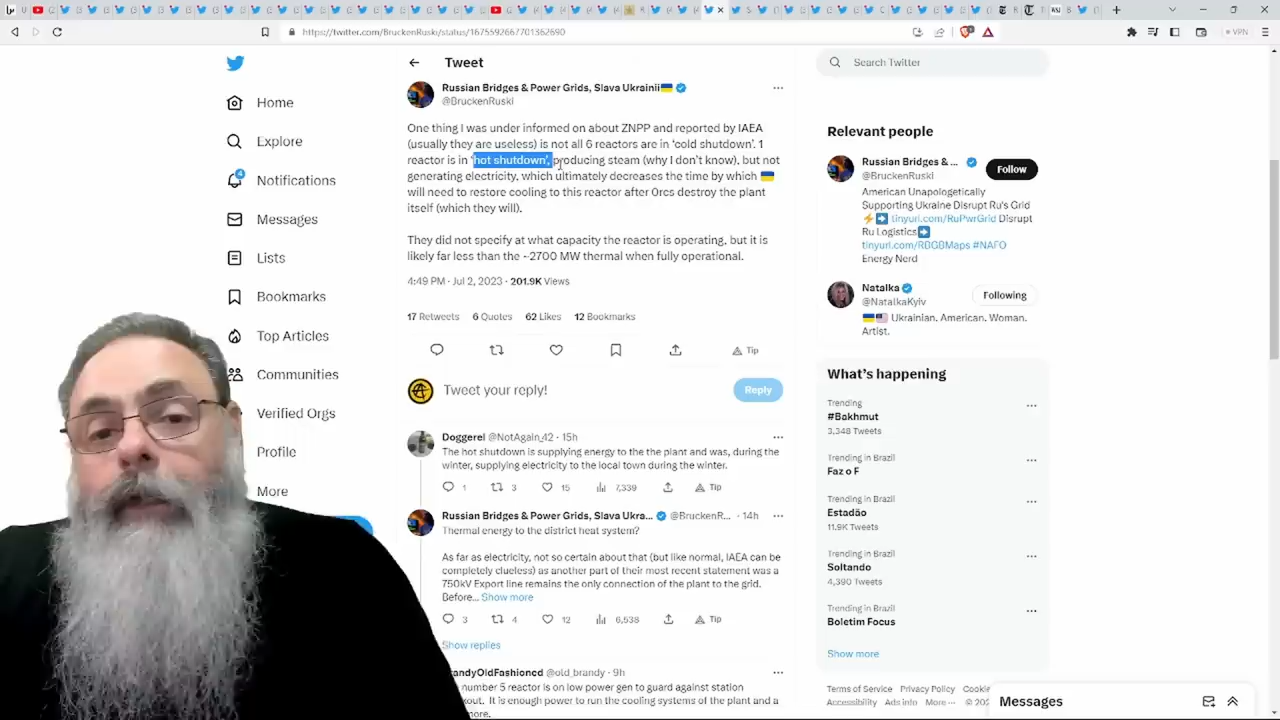 https://twitter.com/BruckenRuski/status/1675592667701362690
VPN
Home
Explore
4
Notifications
Messages
Lists
Bookmarks
Top Articles
Communities
Verified Orgs
Profile
More
Tweet
Russian Bridges & Power Grids, Slava Ukrainii
@BruckenRuski
One thing I was under informed on about ZNPP and reported by IAEA
(usually they are useless) is not all 6 reactors are in 'cold shutdown'. 1
reactor is in 'hot shutdown', producing steam (why I don't know), but not
generating electricity, which ultimately decreases the time by which
will need to restore cooling to this reactor after 0rcs destroy the plant
itself (which they will).
They did not specify at what capacity the reactor is operating, but it is
likely far less than the ~2700 MW thermal when fully operational.
4:49 PM · Jul 2, 2023 · 201.9K Views
17 Retweets 6 Quotes 62 Likes 12 Bookmarks
Tip
Tweet your reply!
Reply
Doggerel @NotAgain_42 · 15h
The hot shutdown is supplying energy to the the plant and was, during the
winter, supplying electricity to the local town during the winter.
1 3 15 7,339 Tip
Russian Bridges & Power Grids, Slava Ukra... @BruckenR... · 14h
Thermal energy to the district heat system?
As far as electricity, not so certain about that (but like normal, IAEA can be
completely clueless) as another part of their most recent statement was a
750kV Export line remains the only connection of the plant to the grid.
Before... Show more
3 4 12 6,538 Tip
Show replies
randyOldFashioned @old_brandy · 9h
number 5 reactor is on low power gen to guard against station
kout. It is enough power to run the cooling systems of the plant and a
more.
Search Twitter
Relevant people
Russian Bridges & ...
@BruckenRuski
Follow
American Unapologetically
Supporting Ukraine Disrupt Ru's Grid
tinyurl.com/RuPwrGrid Disrupt
Ru Logistics
tinyurl.com/RBGBMaps #NAFO
Energy Nerd
Natalka
@NatalkaKyiv
Following
Ukrainian. American. Woman.
Artist.
What's happening
Trending
#Bakhmut
3,348 Tweets
Trending in Brazil
Faz o F
Trending in Brazil
Estadão
11.9K Tweets
Trending in Brazil
Soltando
4,390 Tweets
Trending in Brazil
Boletim Focus
Show more
Terms of Service Privacy Policy Cookie
Accessibility Ads info More ··· © 202
Messages